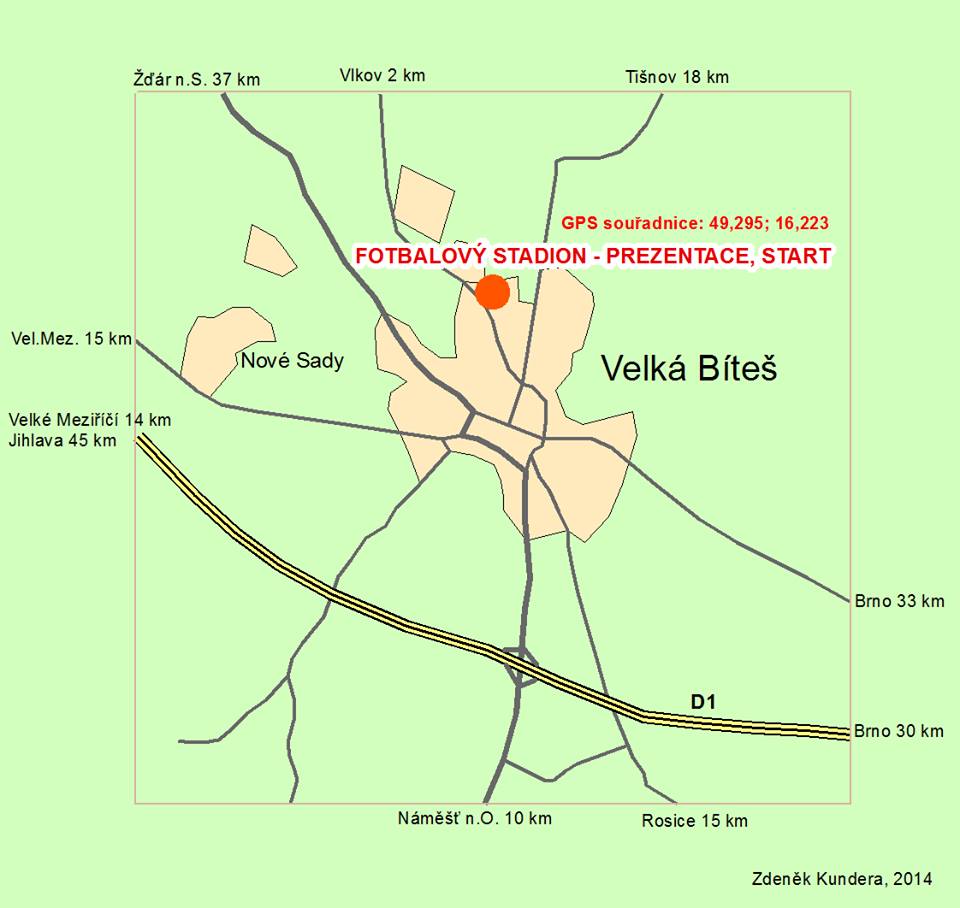 Žďár n.S. 37 km
Vlkov 2 km
Tišnov 18 km
GPS souřadnice: 49,295; 16,223
FOTBALOVÝ STADION - PREZENTACE, START
Vel.Mez. 15 km
Nové Sady
Velká Bíteš
Velké Meziříčí 14 km
Jihlava 45 km
Brno 33 km
D1
Brno 30 km
Náměšť n.O. 10 km
Rosice 15 km
Zdeněk Kundera, 2014